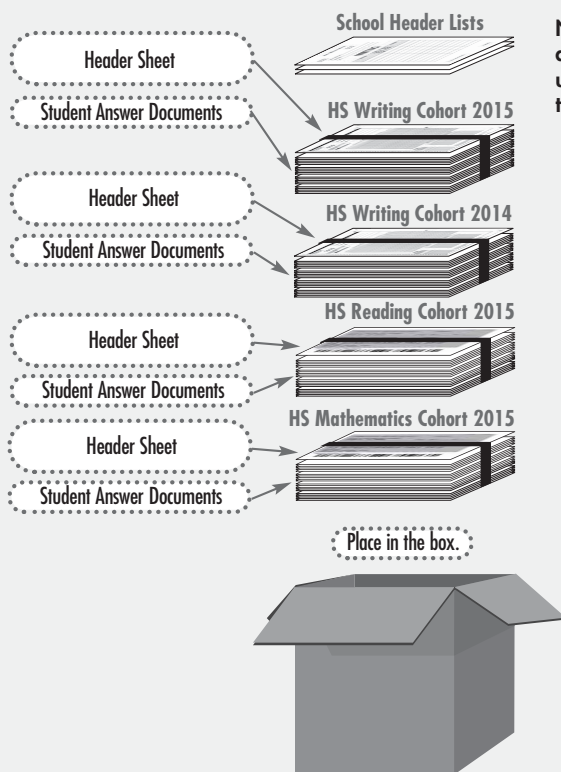 School Header Lists
Header Sheet
Student Answer Documents
HS Writing Cohort 2015
Header Sheet
Student Answer Documents
HS Writing Cohort 2014
Header Sheet
Student Answer Documents
HS Reading Cohort 2015
Header Sheet
Student Answer Documents
HS Mathematics Cohort 2015
Place in the box.